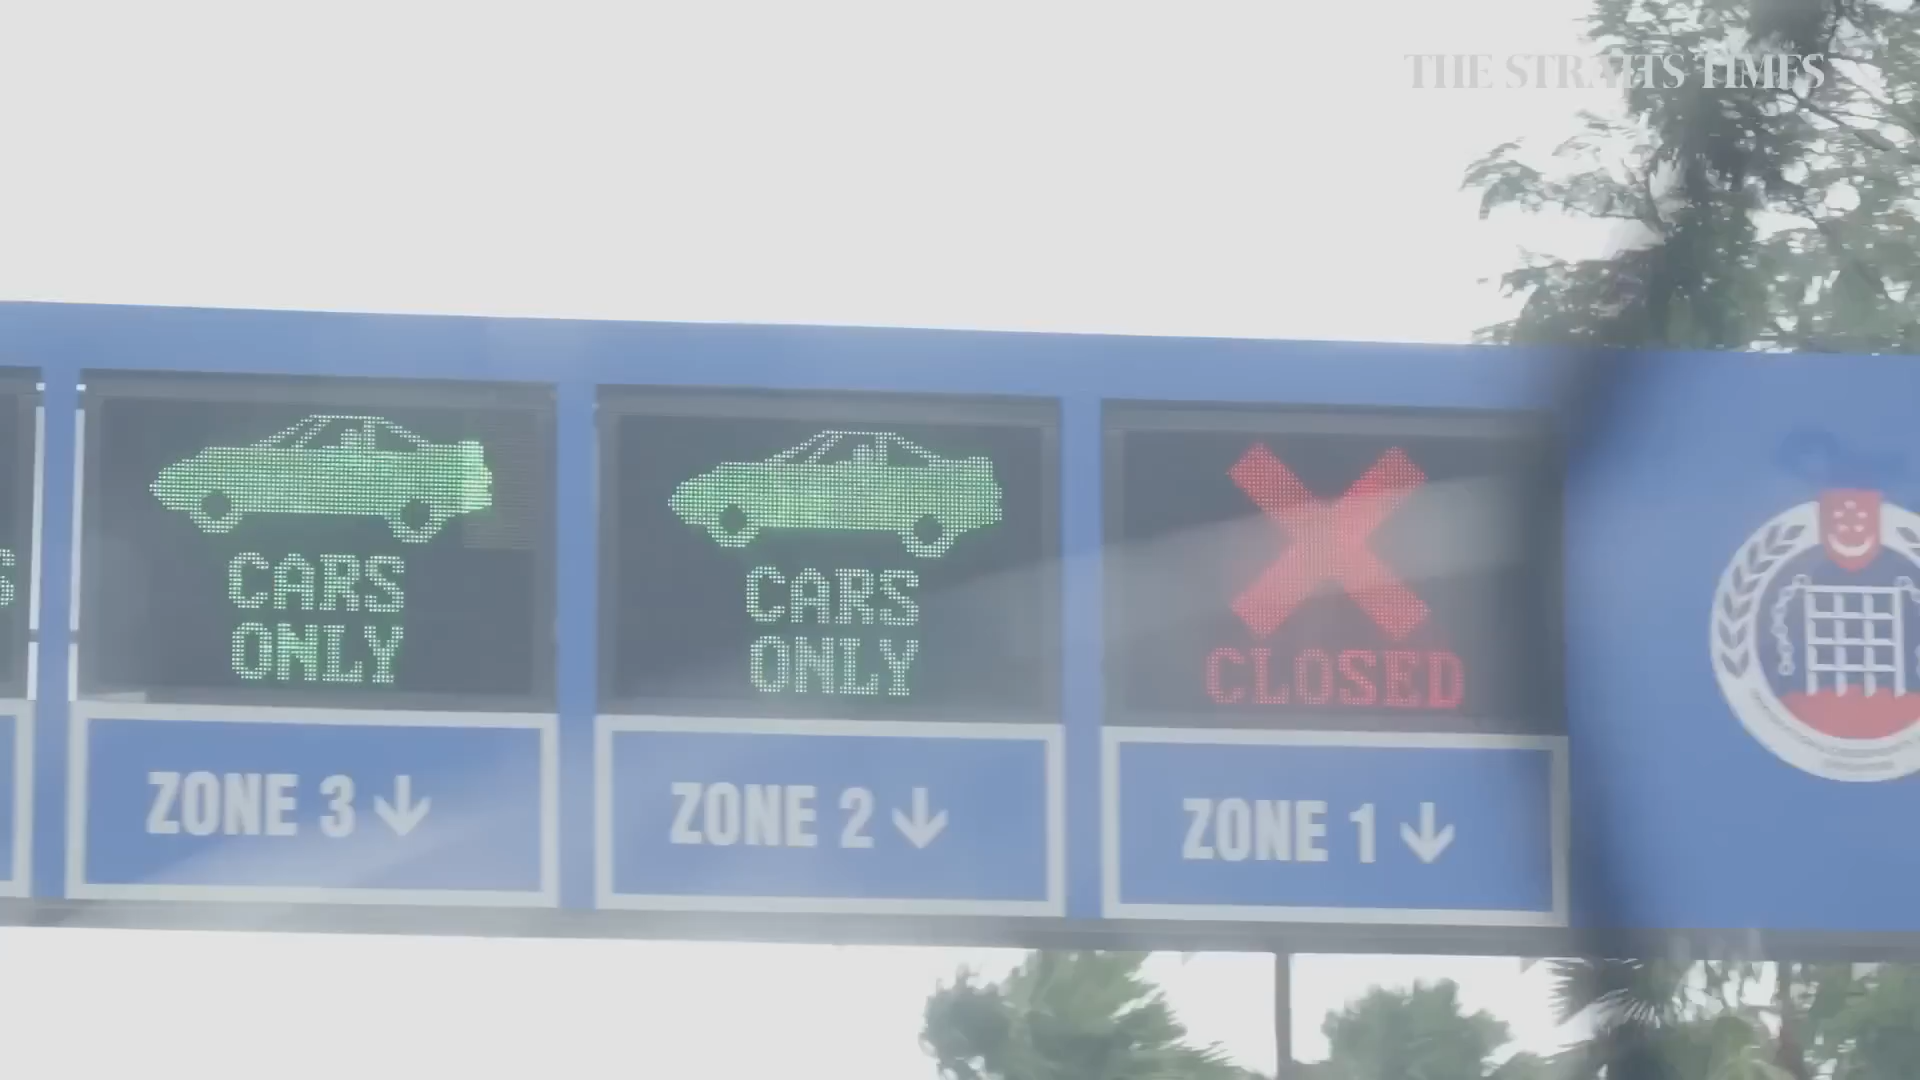 THE STRAITS TIMES
CARS
ONLY
CARS
ONLY
CLOSED
ZONE 3 ↓
ZONE 2 ↓
ZONE 1 ↓